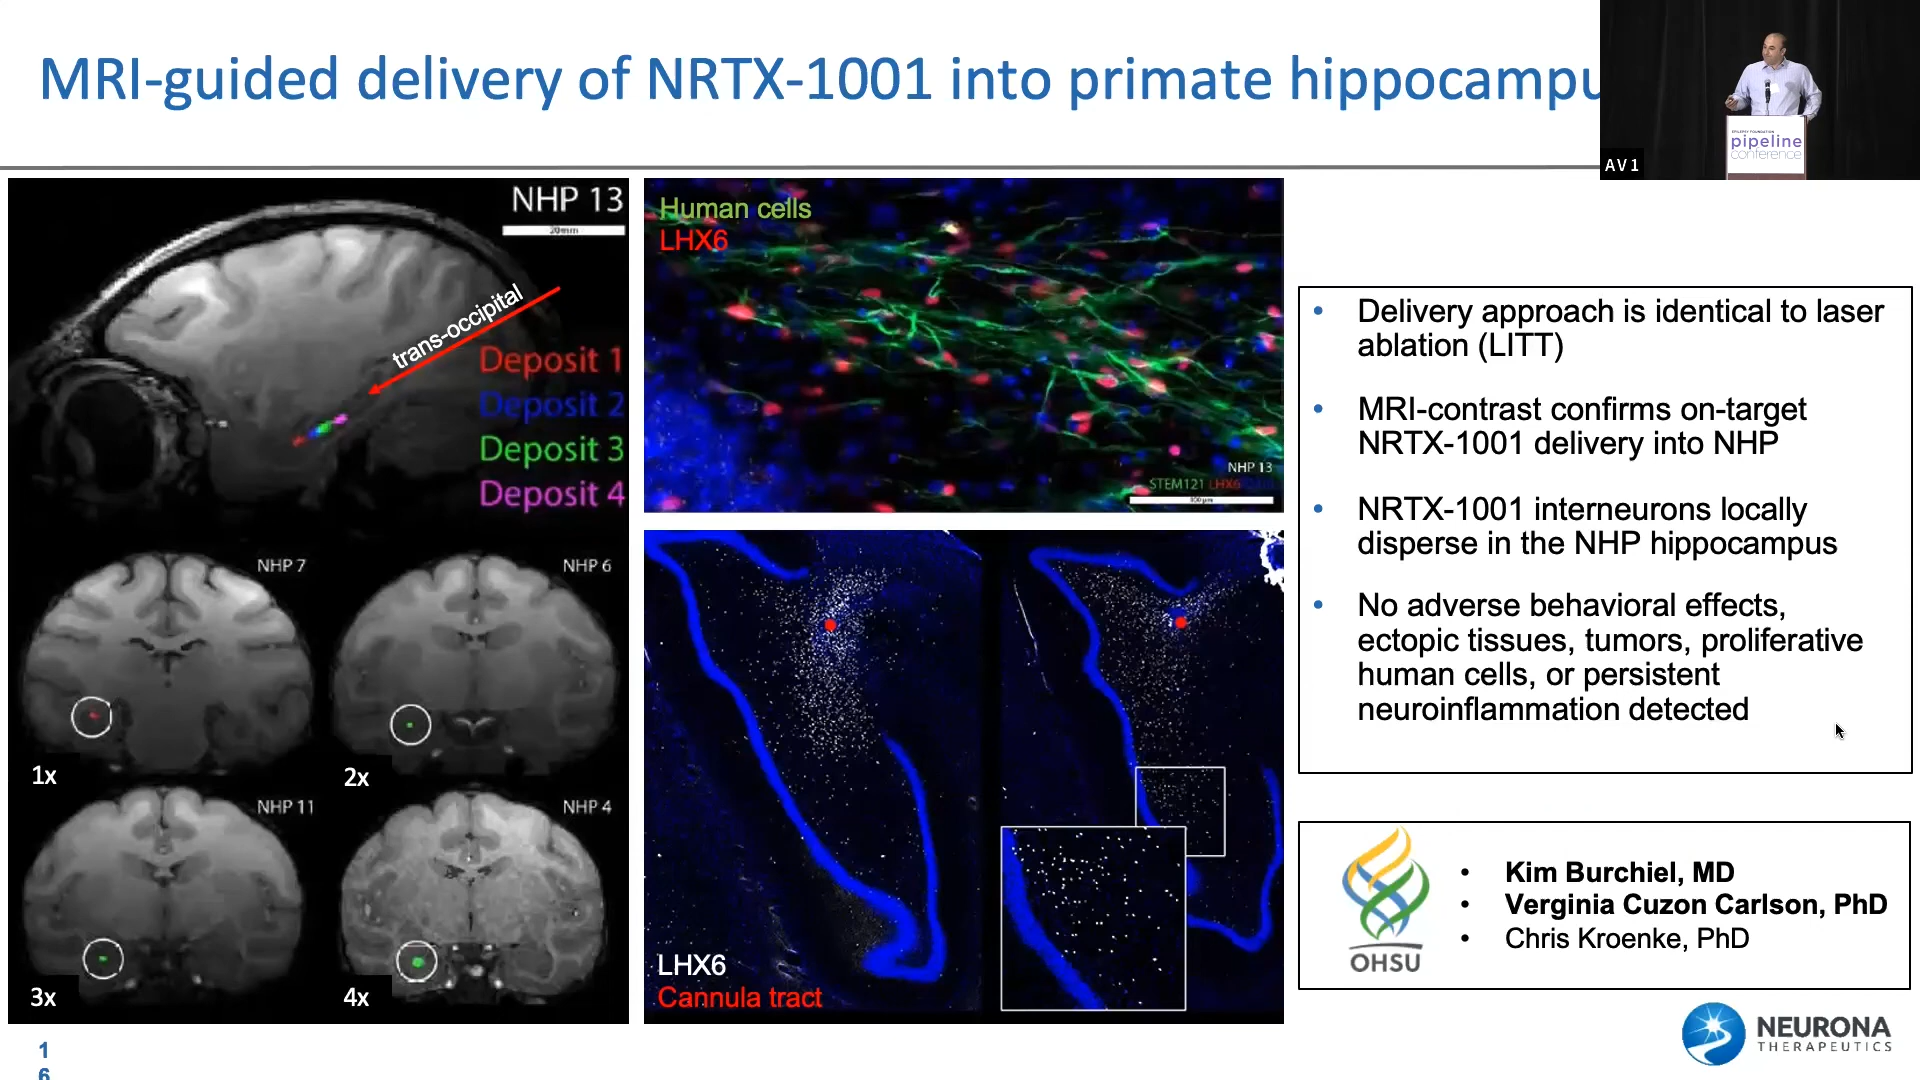 MRI-guided delivery of NRTX-1001 into primate hippocampu
AV1
EPILEPSY FOUNDATION
pipeline
conference
NHP 13
20mm
trans-occipital
Deposit 1
Deposit 2
Deposit 3
Deposit 4
NHP 7
NHP 6
1x
2x
NHP 11
NHP 4
3x
4x
Human cells
LHX6
NHP 13
STEM121 LHX6 DAPI
100 µm
LHX6
Cannula tract
• Delivery approach is identical to laser
ablation (LITT)
• MRI-contrast confirms on-target
NRTX-1001 delivery into NHP
• NRTX-1001 interneurons locally
disperse in the NHP hippocampus
• No adverse behavioral effects,
ectopic tissues, tumors, proliferative
human cells, or persistent
neuroinflammation detected
OHSU
• Kim Burchiel, MD
• Verginia Cuzon Carlson, PhD
• Chris Kroenke, PhD
NEURONA
THERAPEUTICS
1
6